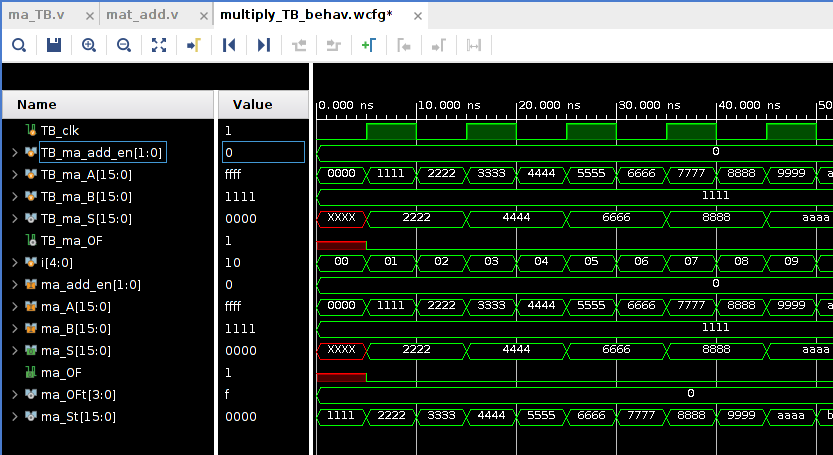 ma_TB.v × mat_add.v × multiply_TB_behav.wcfg* ×
Name Value 0.000 ns 10.000 ns 20.000 ns 30.000 ns 40.000 ns 50
TB_clk 1
TB_ma_add_en[1:0] 0 0
TB_ma_A[15:0] ffff 0000 1111 2222 3333 4444 5555 6666 7777 8888 9999 a
TB_ma_B[15:0] 1111 1111
TB_ma_S[15:0] 0000 XXXX 2222 4444 6666 8888 aaaa
TB_ma_OF 1
i[4:0] 10 00 01 02 03 04 05 06 07 08 09
ma_add_en[1:0] 0 0
ma_A[15:0] ffff 0000 1111 2222 3333 4444 5555 6666 7777 8888 9999 a
ma_B[15:0] 1111 1111
ma_S[15:0] 0000 XXXX 2222 4444 6666 8888 aaaa
ma_OF 1
ma_OFt[3:0] f 0
ma_St[15:0] 0000 1111 2222 3333 4444 5555 6666 7777 8888 9999 aaaa b